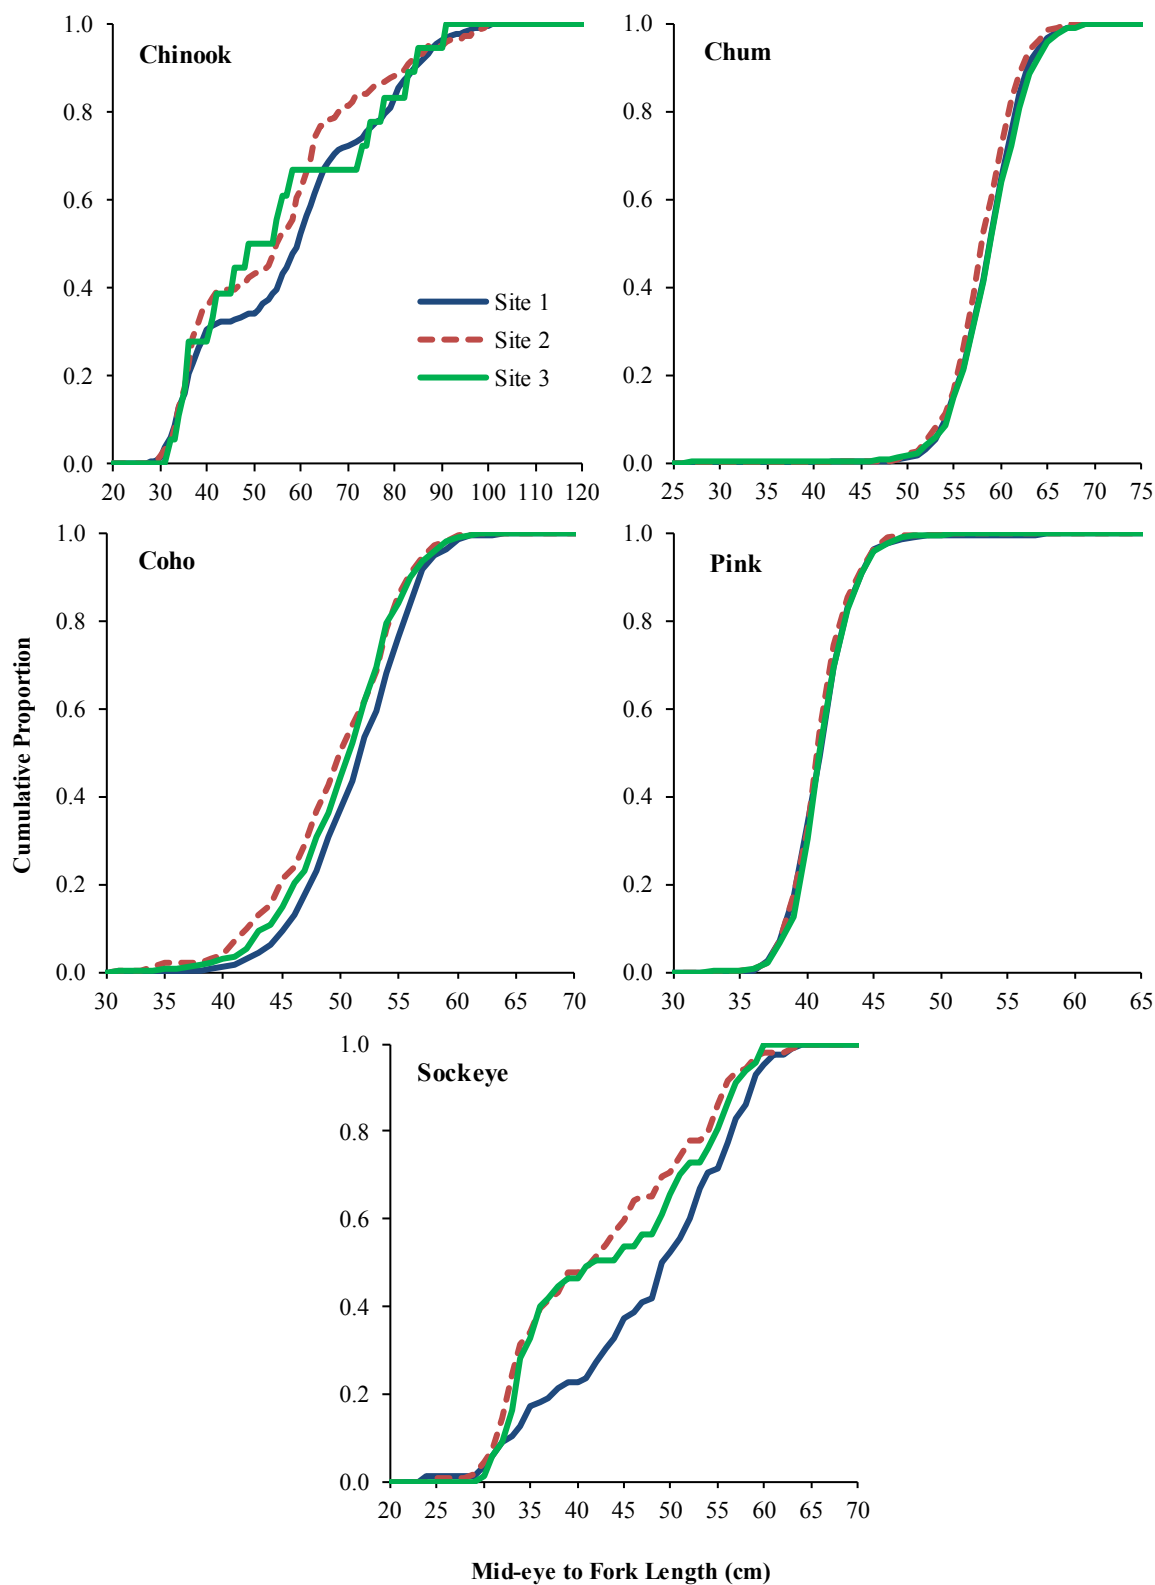 Chinook
1.0
0.8
0.6
0.4
0.2
0.0
20 30 40 50 60 70 80 90 100 110 120
Site 1
Site 2
Site 3
Chum
1.0
0.8
0.6
0.4
0.2
0.0
25 30 35 40 45 50 55 60 65 70 75
Coho
1.0
0.8
0.6
0.4
0.2
0.0
30 35 40 45 50 55 60 65 70
Pink
1.0
0.8
0.6
0.4
0.2
0.0
30 35 40 45 50 55 60 65
Cumulative Proportion
Sockeye
1.0
0.8
0.6
0.4
0.2
0.0
20 25 30 35 40 45 50 55 60 65 70
Mid-eye to Fork Length (cm)